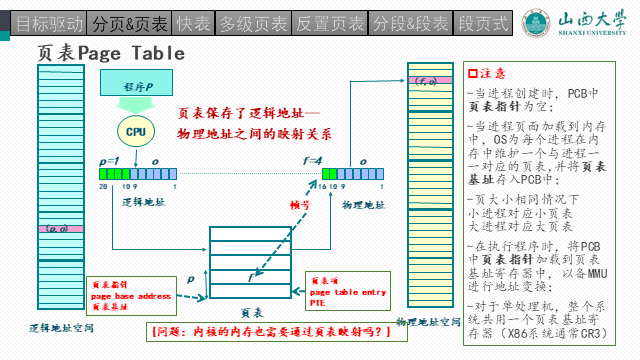 目标驱动 分页&页表 快表 多级页表 反置页表 分段&段表 段页式
山西大学
SHANXI UNIVERSITY
页表Page Table
程序P
CPU
页表保存了逻辑地址—
物理地址之间的映射关系
p=1 o
20 10 9 1
逻辑地址
f=4 o
16 10 9 1
物理地址
帧号
(p,o)
(f,o)
p
f
页表指针
page base address
页表基址
页表项
page table entry
PTE
页表
逻辑地址空间
物理地址空间
[问题：内核的内存也需要通过页表映射吗？]
注意
-当进程创建时，PCB中
页表指针为空；
-当进程页面加载到内存
中，OS为每个进程在内
存中维护一个与进程一
一对应的页表,并将页表
基址存入PCB中；
-页大小相同情况下
小进程对应小页表
大进程对应大页表
-在执行程序时，将PCB
中页表指针加载到页表
基址寄存器中，以备MMU
进行地址变换；
-对于单处理机，整个系
统共用一个页表基址寄
存器（X86系统通常CR3）